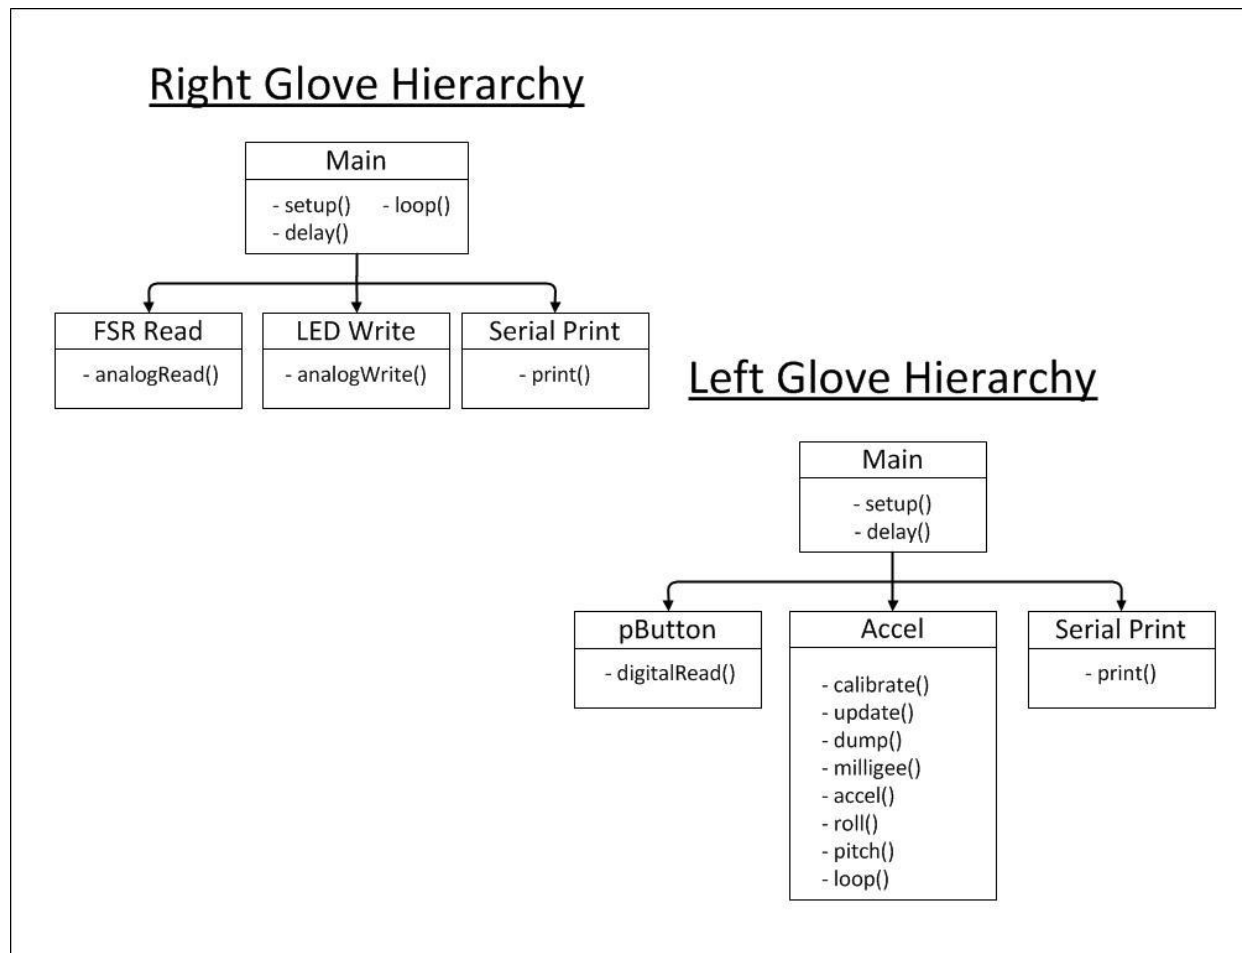 Right Glove Hierarchy
Main
- setup() - loop()
- delay()
FSR Read
- analogRead()
LED Write
- analogWrite()
Serial Print
- print()
Left Glove Hierarchy
Main
- setup()
- delay()
pButton
- digitalRead()
Accel
- calibrate()
- update()
- dump()
- milligee()
- accel()
- roll()
- pitch()
- loop()
Serial Print
- print()